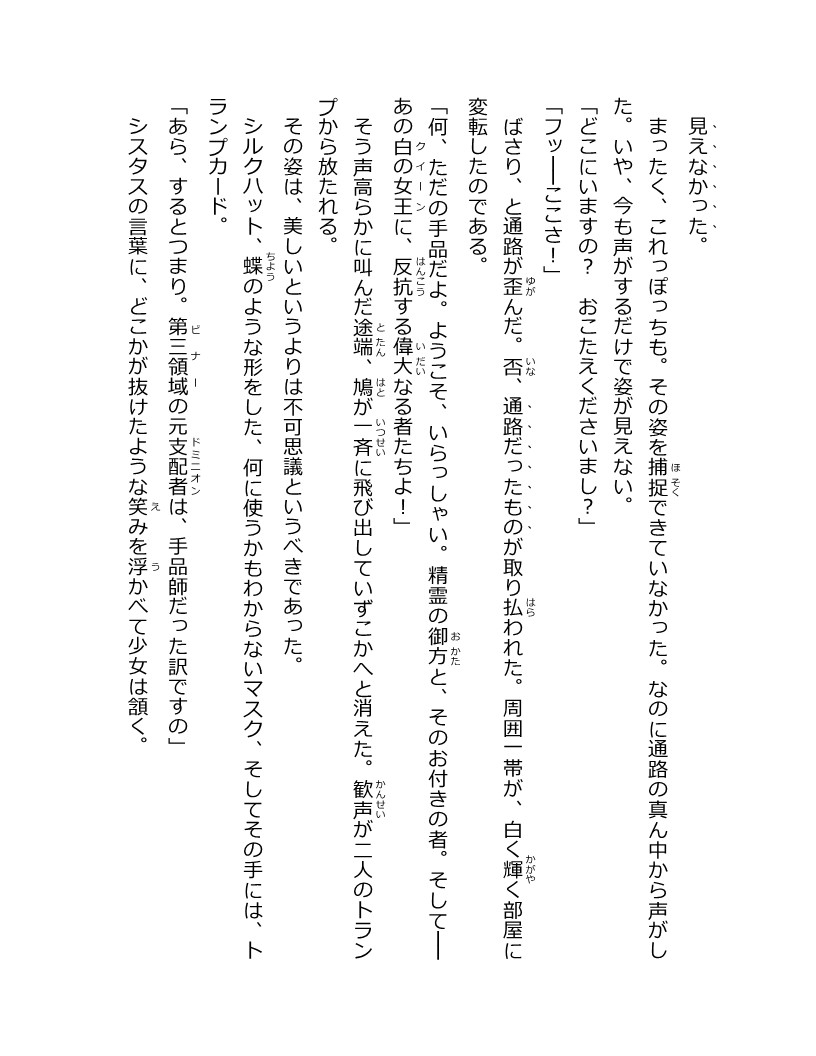 見えなかった。
まったく、これっぽっちも。その姿を捕捉できていなかった。なのに通路の真ん中から声がし
た。いや、今も声がするだけで姿が見えない。
「どこにいますの？　おこたえくださいまし？」
「フッ――ここさ！」
ばさり、と通路が歪んだ。否、通路だったものが取り払われた。周囲一帯が、白く輝く部屋に
変転したのである。
「何、ただの手品だよ。ようこそ、いらっしゃい。精霊の御方と、そのお付きの者。そして――
あの白の女王に、反抗する偉大なる者たちよ！」
そう声高らかに叫んだ途端、鳩が一斉に飛び出していずこかへと消えた。歓声が二人のトラン
プから放たれる。
その姿は、美しいというよりは不可思議というべきであった。
シルクハット、蝶のような形をした、何に使うかもわからないマスク、そしてその手には、ト
ランプカード。
「あら、するとつまり。第三領域の元支配者は、手品師だった訳ですの」
シスタスの言葉に、どこかが抜けたような笑みを浮かべて少女は頷く。